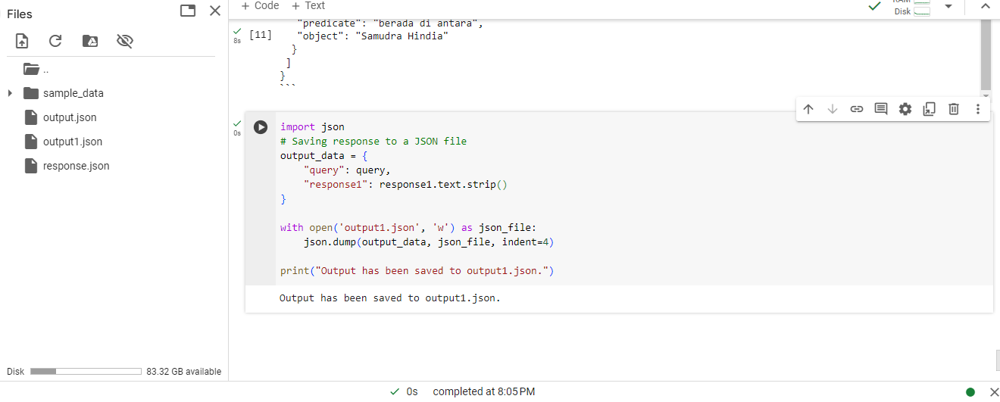 Files
+ Code + Text
RAM
Disk
..
sample_data
output.json
output1.json
response.json
8s
[11]
"predicate": "berada di antara",
"object": "Samudra Hindia"
}
]
}
```
0s
import json
# Saving response to a JSON file
output_data = {
"query": query,
"response1": response1.text.strip()
}
with open('output1.json', 'w') as json_file:
json.dump(output_data, json_file, indent=4)
print("Output has been saved to output1.json.")
Output has been saved to output1.json.
Disk 83.32 GB available
0s completed at 8:05 PM